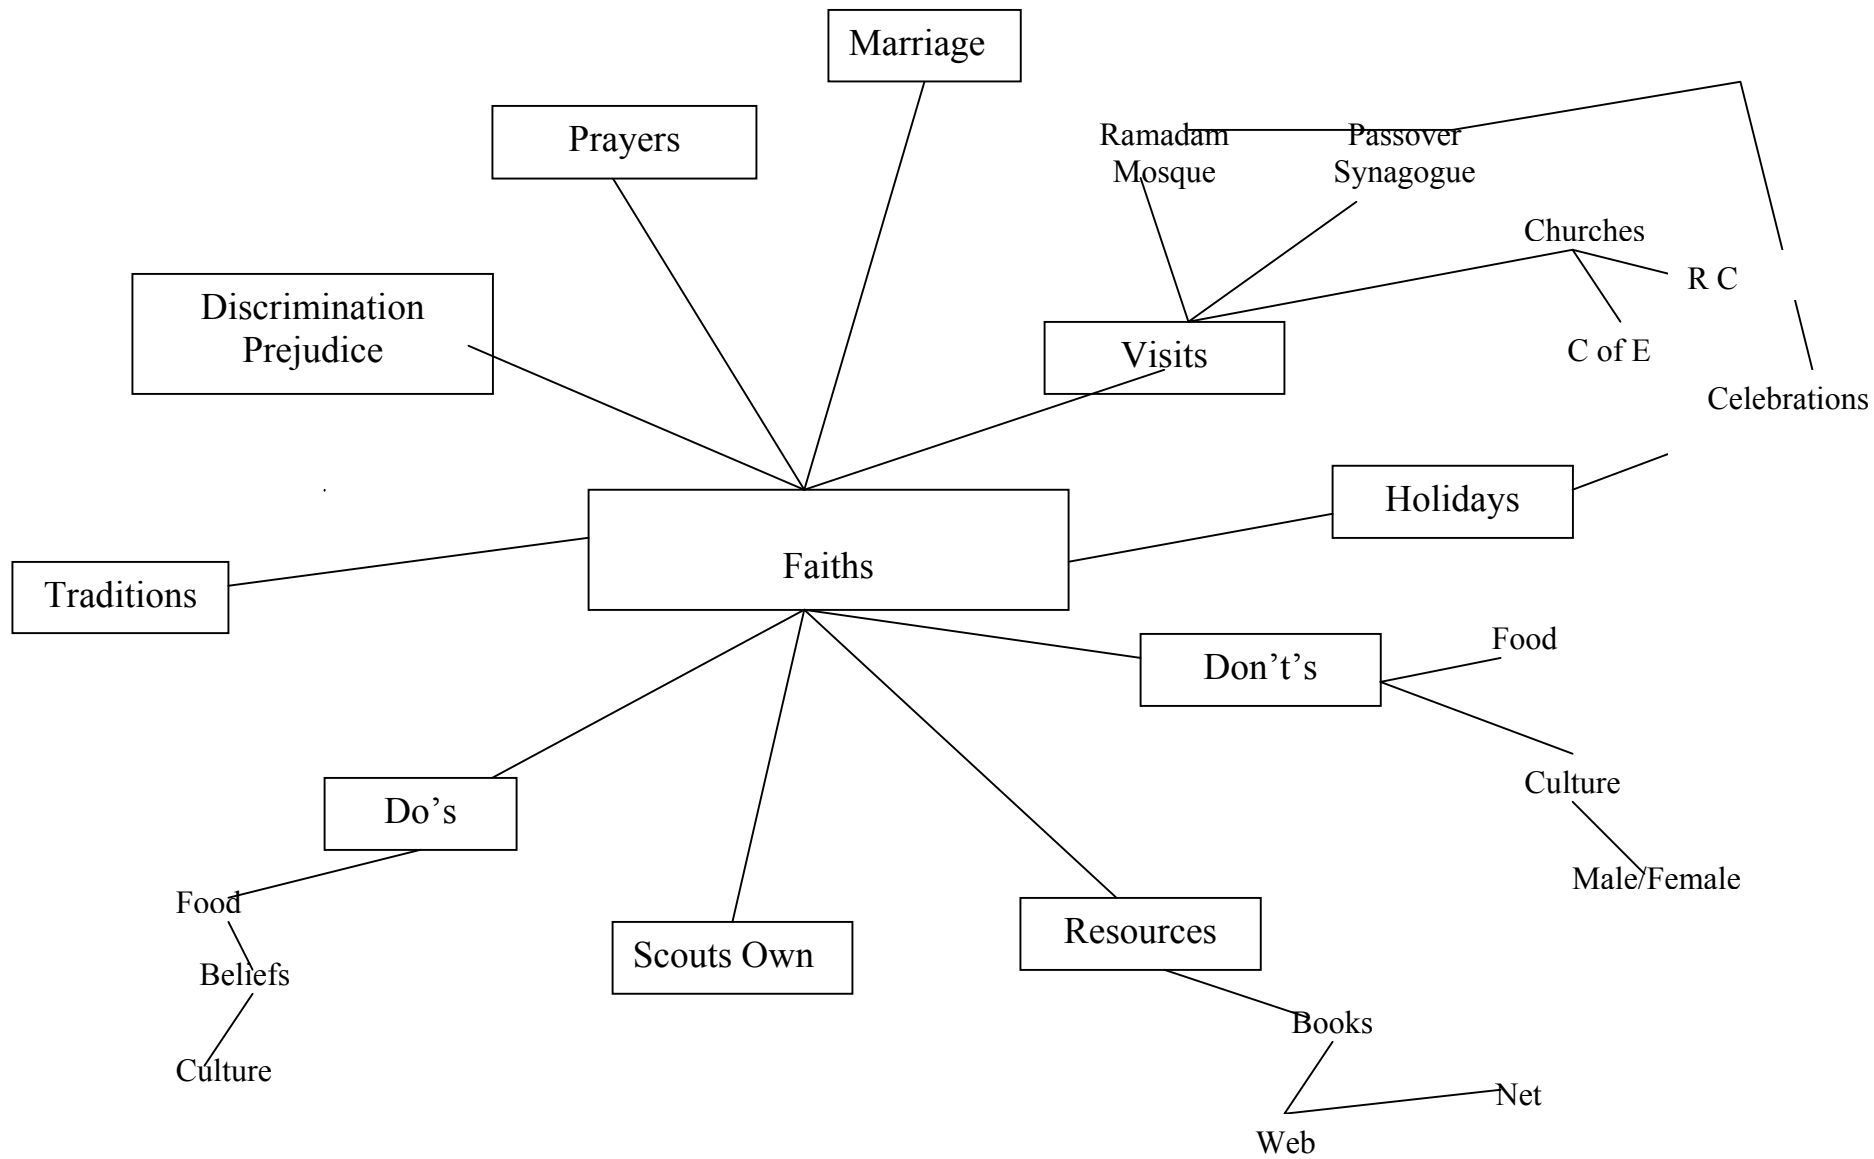 Marriage
Prayers
Ramadam
Mosque
Passover
Synagogue
Churches
R C
C of E
Discrimination
Prejudice
Visits
Celebrations
Holidays
Faiths
Traditions
Don’t’s
Food
Culture
Male/Female
Do’s
Food
Beliefs
Culture
Scouts Own
Resources
Books
Net
Web